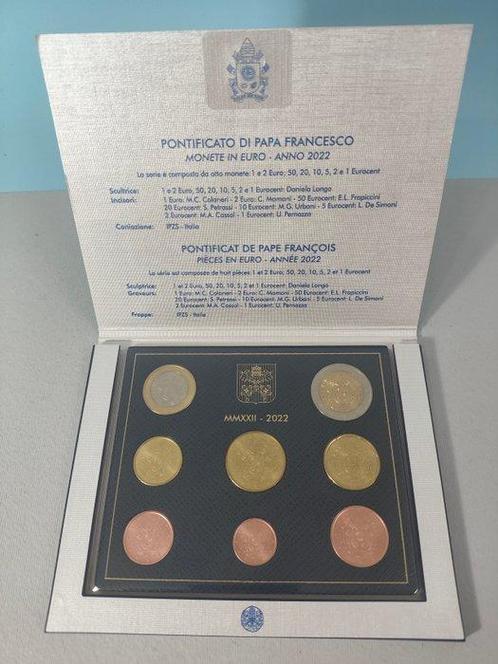 PONTIFICATO DI PAPA FRANCESCO
MONETE IN EURO - ANNO 2022
La serie è composta da otto monete: 1 e 2 Euro; 50, 20, 10, 5, 2 e 1 Eurocent
Scultrice: 1 e 2 Euro, 50, 20, 10, 5, 2 e 1 Eurocent: Daniela Longo
Incisori: 1 Euro: M.C. Colaneri - 2 Euro: C. Momoni - 50 Eurocent: E.L. Frapiccini
20 Eurocent: S. Petrassi - 10 Eurocent: M.G. Urbani - 5 Eurocent: L. De Simoni
2 Eurocent: M.A. Cassol - 1 Eurocent: U. Pernazza
Coniazione: IPZS - Italia
PONTIFICAT DE PAPE FRANÇOIS
PIÈCES EN EURO - ANNÉE 2022
La série est composée de huit pièces: 1 et 2 Euro; 50, 20, 10, 5, 2 et 1 Eurocent
Sculptrice: 1 et 2 Euro, 50, 20, 10, 5, 2 et 1 Eurocent: Daniela Longo
Graveurs: 1 Euro: M.C. Colaneri - 2 Euro: C. Momoni - 50 Eurocent: E.L. Frapiccini
20 Eurocent: S. Petrassi - 10 Eurocent: M.G. Urbani - 5 Eurocent: L. De Simoni
2 Eurocent: M.A. Cassol - 1 Eurocent: U. Pernazza
Frappe: IPZS - Italie
MMXXII - 2022